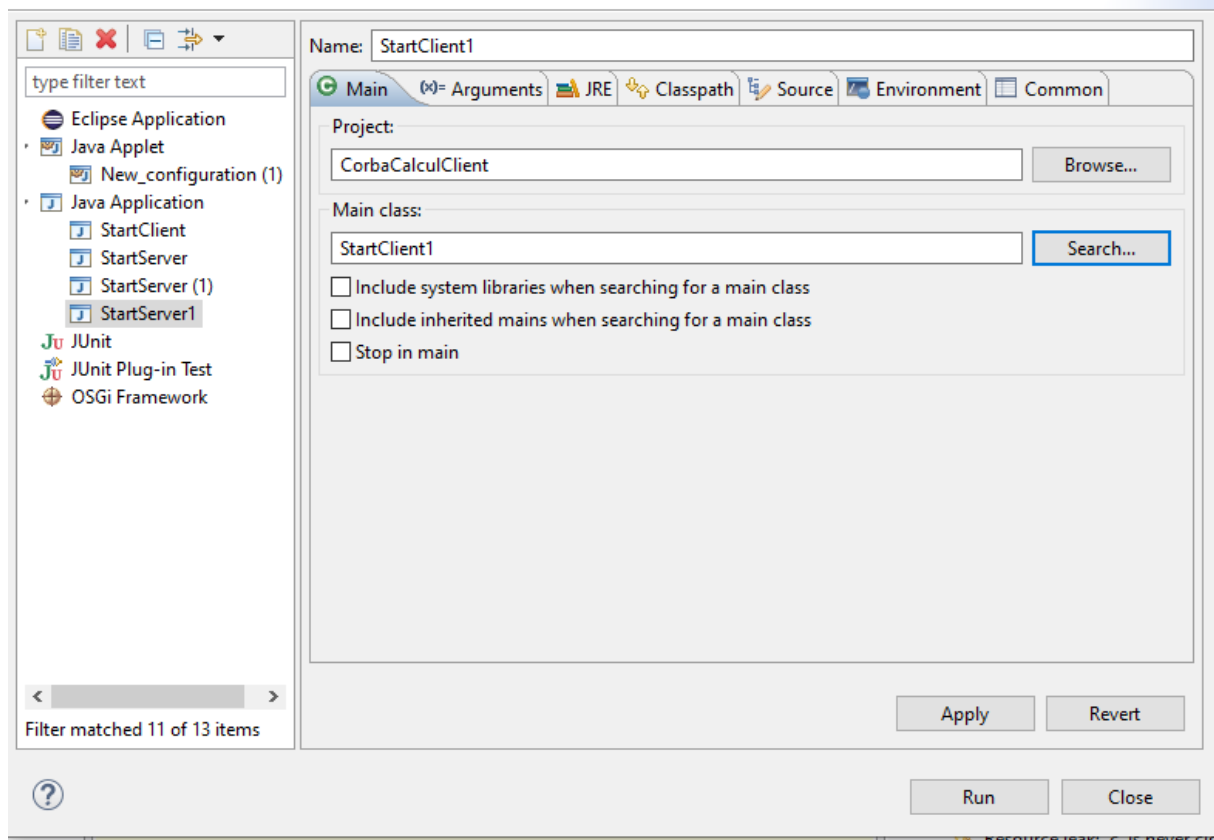 Name: StartClient1
type filter text
Main (x)= Arguments JRE Classpath Source Environment Common
Eclipse Application
Java Applet
New_configuration (1)
Java Application
StartClient
StartServer
StartServer (1)
StartServer1
JUnit
JUnit Plug-in Test
OSGi Framework
Filter matched 11 of 13 items
Project:
CorbaCalculClient Browse...
Main class:
StartClient1 Search...
Include system libraries when searching for a main class
Include inherited mains when searching for a main class
Stop in main
Apply Revert
Run Close